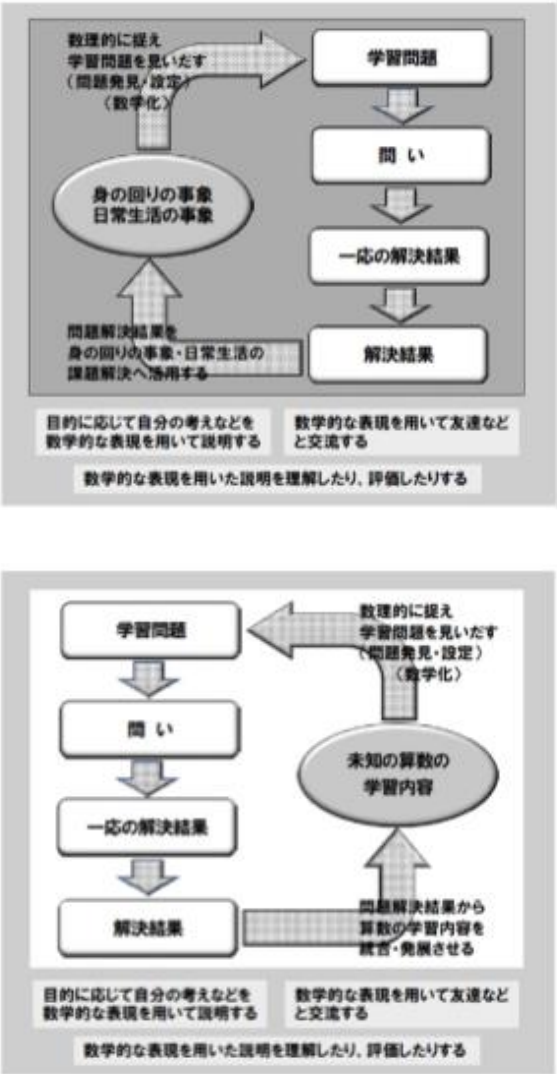 数理的に捉え
学習問題を見いだす
（問題発見・設定）
（数学化）
学習問題
問 い
身の回りの事象
日常生活の事象
一応の解決結果
問題解決結果を
身の回りの事象・日常生活の
課題解決へ活用する
解決結果
目的に応じて自分の考えなどを
数学的な表現を用いて説明する
数学的な表現を用いて友達など
と交流する
数学的な表現を用いた説明を理解したり、評価したりする
数理的に捉え
学習問題を見いだす
（問題発見・設定）
（数学化）
学習問題
問 い
未知の算数の
学習内容
一応の解決結果
解決結果
問題解決結果から
算数の学習内容を
統合・発展させる
目的に応じて自分の考えなどを
数学的な表現を用いて説明する
数学的な表現を用いて友達など
と交流する
数学的な表現を用いた説明を理解したり、評価したりする